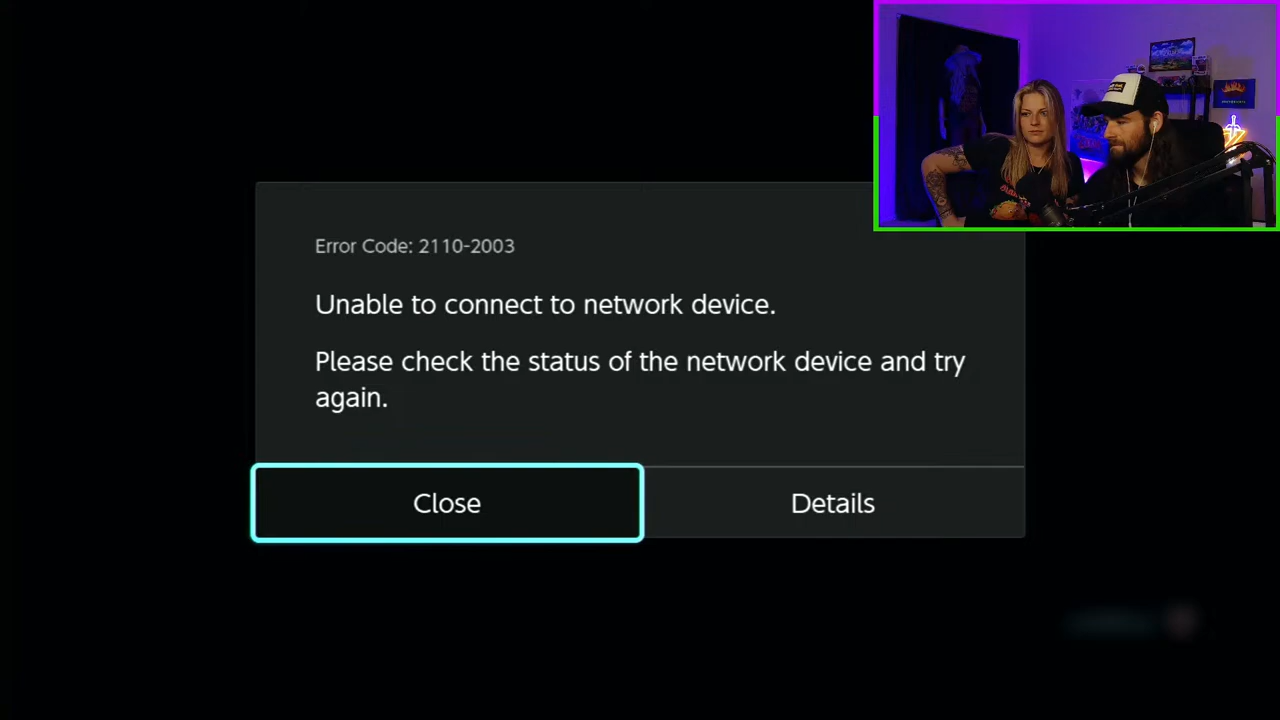 Error Code: 2110-2003
Unable to connect to network device.
Please check the status of the network device and try
again.
Close
Details